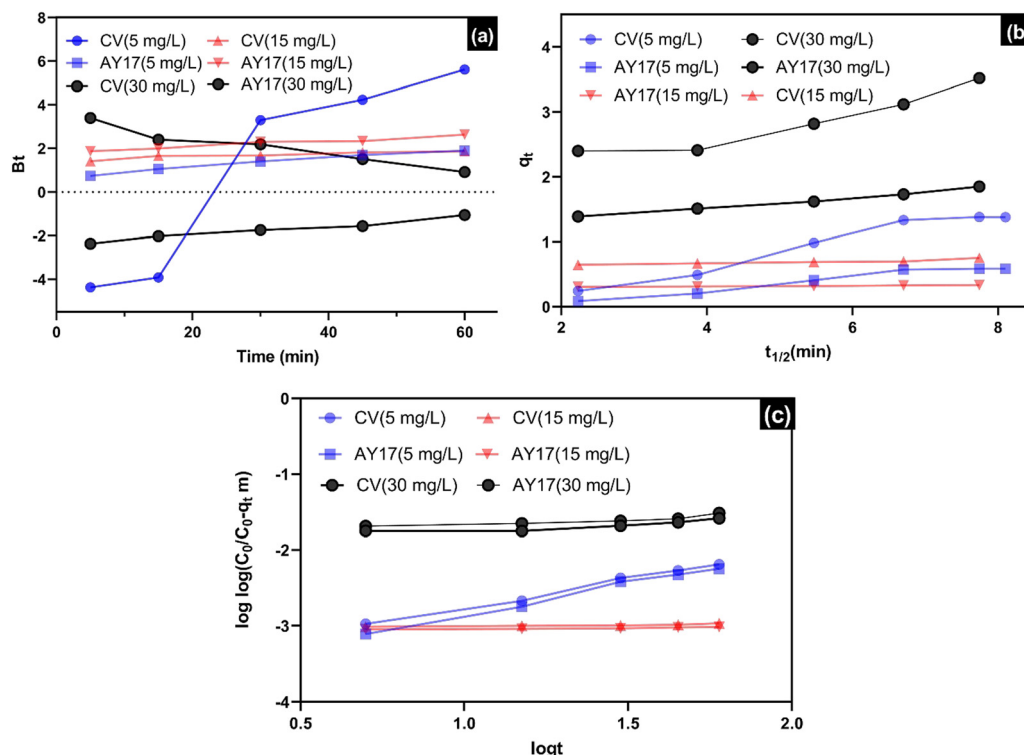 (a)
CV(5 mg/L) CV(15 mg/L)
AY17(5 mg/L) AY17(15 mg/L)
CV(30 mg/L) AY17(30 mg/L)
8
6
4
2
0
-2
-4
Bt
0 20 40 60
Time (min)
(b)
CV(5 mg/L) CV(30 mg/L)
AY17(5 mg/L) AY17(30 mg/L)
AY17(15 mg/L) CV(15 mg/L)
4
3
2
1
0
qt
2 4 6 8
t1/2(min)
(c)
CV(5 mg/L) CV(15 mg/L)
AY17(5 mg/L) AY17(15 mg/L)
CV(30 mg/L) AY17(30 mg/L)
0
-1
-2
-3
-4
log log(C0/C0-qt m)
0.5 1.0 1.5 2.0
logt